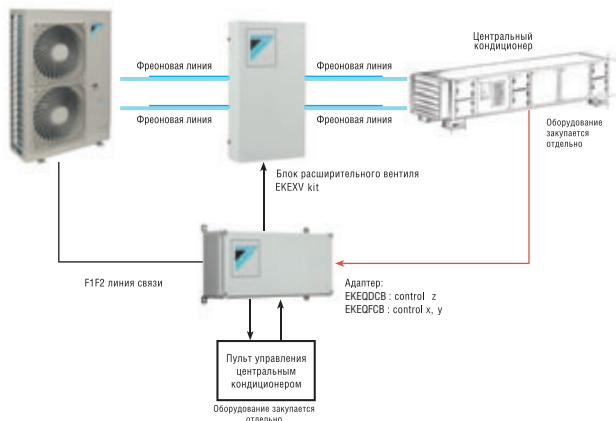 Центральный
кондиционер
Фреоновая линия
Фреоновая линия
Фреоновая линия
Фреоновая линия
Оборудование
закупается
отдельно
Блок расширительного вентиля
EKEXV kit
F1F2 линия связи
Адаптер:
EKEQDCB : control z
EKEQFCB : control x, y
Пульт управления
центральным
кондиционером
Оборудование закупается
отдельно